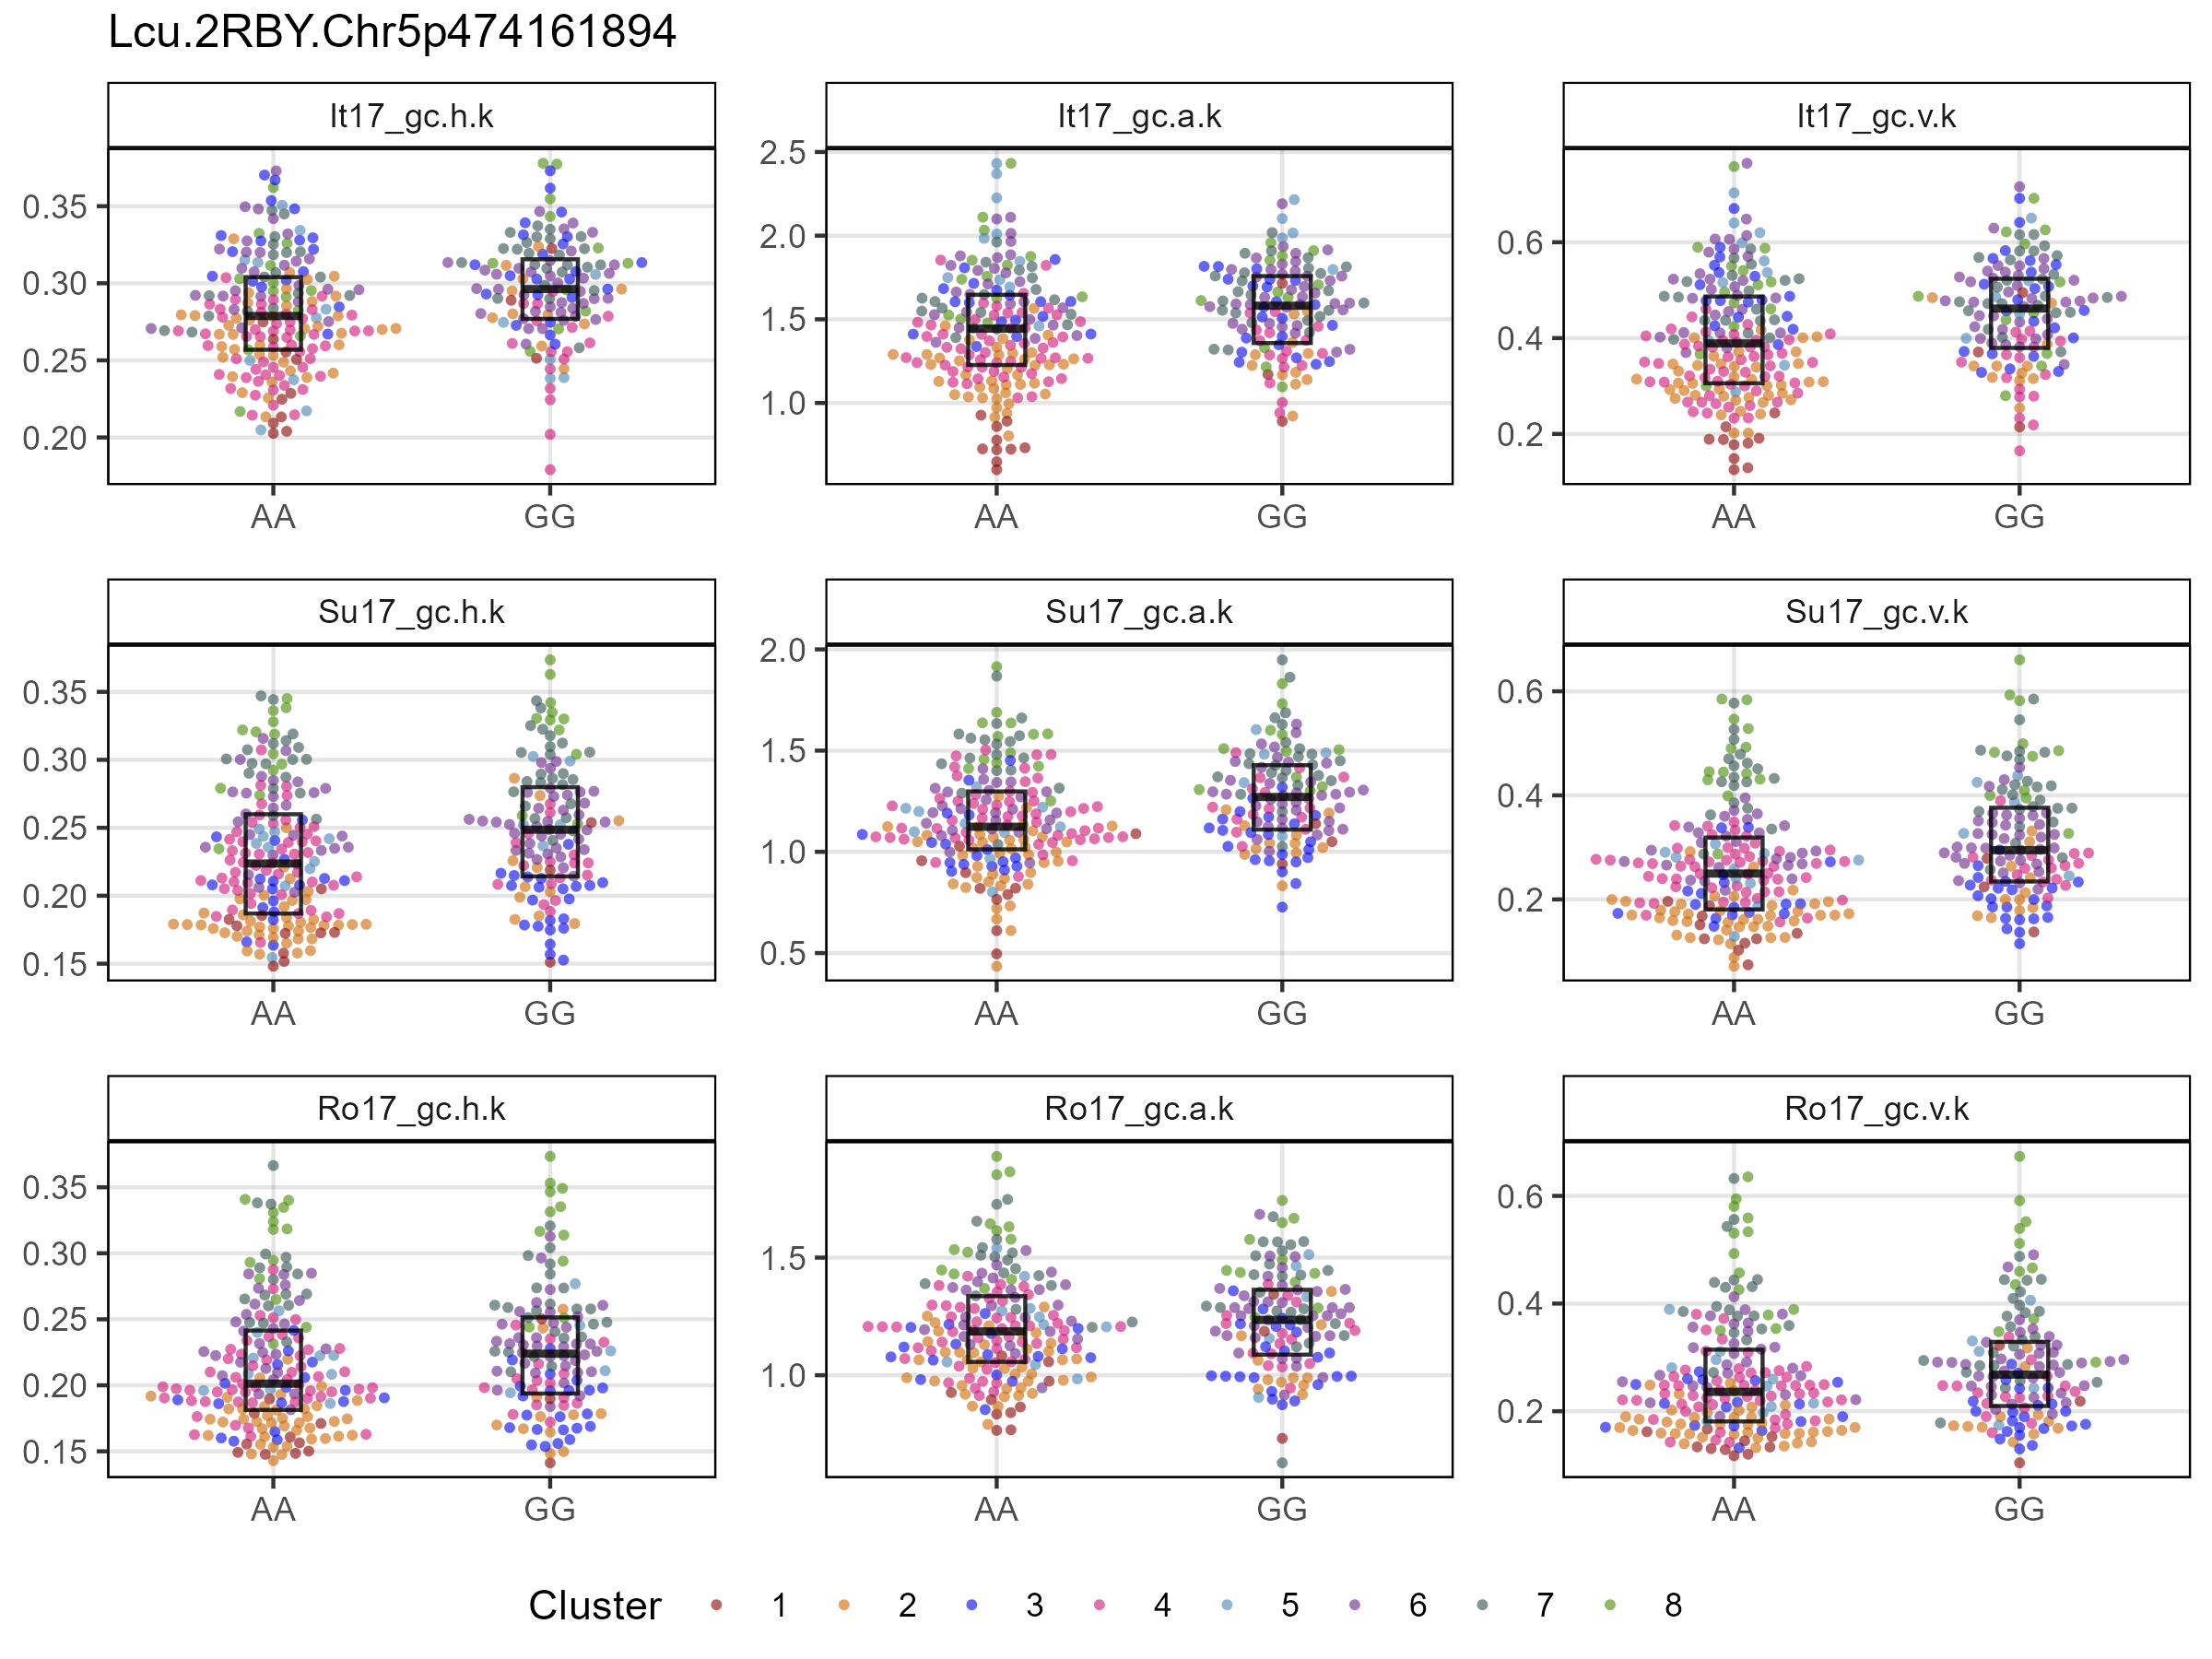 Lcu.2RBY.Chr5p474161894
It17_gc.h.k
It17_gc.a.k
It17_gc.v.k
0.35
0.30
0.25
0.20
AA
GG
2.5
2.0
1.5
1.0
AA
GG
0.6
0.4
0.2
AA
GG
Su17_gc.h.k
Su17_gc.a.k
Su17_gc.v.k
0.35
0.30
0.25
0.20
0.15
AA
GG
2.0
1.5
1.0
0.5
AA
GG
0.6
0.4
0.2
AA
GG
Ro17_gc.h.k
Ro17_gc.a.k
Ro17_gc.v.k
0.35
0.30
0.25
0.20
0.15
AA
GG
1.5
1.0
AA
GG
0.6
0.4
0.2
AA
GG
Cluster 1 2 3 4 5 6 7 8